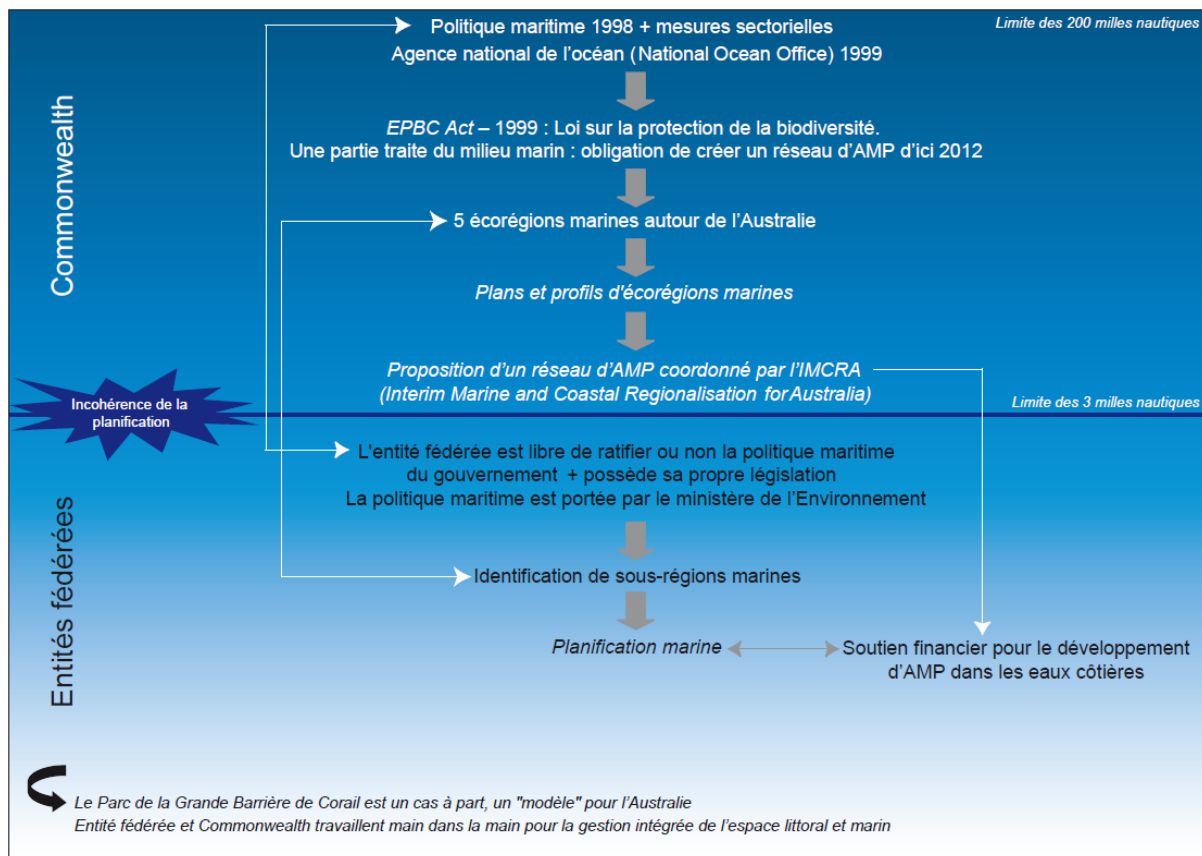 Politique maritime 1998 + mesures sectorielles
Limite des 200 milles nautiques
Agence national de l'océan (National Ocean Office) 1999
Commonwealth
EPBC Act – 1999 : Loi sur la protection de la biodiversité.
Une partie traite du milieu marin : obligation de créer un réseau d'AMP d'ici 2012
5 écorégions marines autour de l'Australie
Plans et profils d'écorégions marines
Proposition d'un réseau d'AMP coordonné par l'IMCRA
(Interim Marine and Coastal Regionalisation for Australia)
Incohérence de la
planification
Limite des 3 milles nautiques
Entités fédérées
L'entité fédérée est libre de ratifier ou non la politique maritime
du gouvernement + possède sa propre législation
La politique maritime est portée par le ministère de l'Environnement
Identification de sous-régions marines
Planification marine
Soutien financier pour le développement
d'AMP dans les eaux côtières
Le Parc de la Grande Barrière de Corail est un cas à part, un "modèle" pour l'Australie
Entité fédérée et Commonwealth travaillent main dans la main pour la gestion intégrée de l'espace littoral et marin